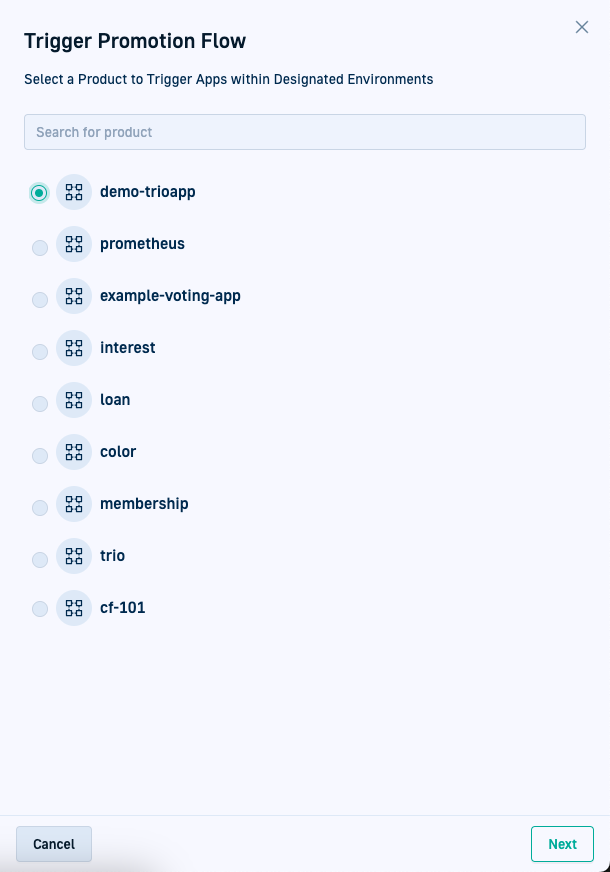 Trigger Promotion Flow
Select a Product to Trigger Apps within Designated Environments
Search for product
demo-trioapp
prometheus
example-voting-app
interest
loan
color
membership
trio
cf-101
Cancel
Next